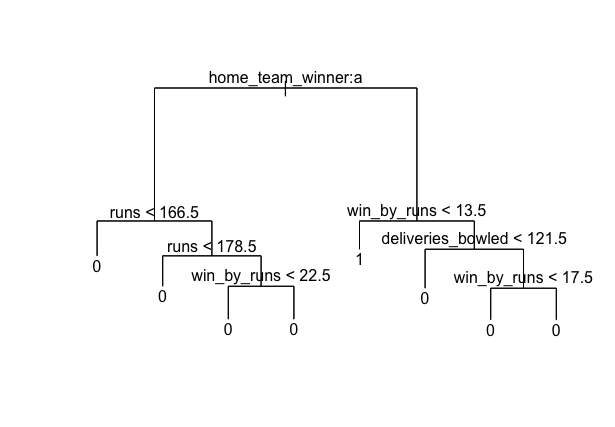 home_team_winner:a
runs < 166.5
win_by_runs < 13.5
0
runs < 178.5
1
deliveries_bowled < 121.5
0
win_by_runs < 22.5
0
win_by_runs < 17.5
0
0
0
0